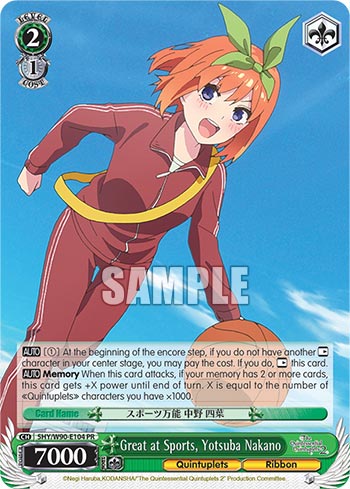 LEVEL
2
1
COST
SAMPLE
AUTO [(1)] At the beginning of the encore step, if you do not have another
character in your center stage, you may pay the cost. If you do, this card.
AUTO Memory When this card attacks, if your memory has 2 or more cards,
this card gets +X power until end of turn. X is equal to the number of
«Quintuplets» characters you have ×1000.
Card Name
スポーツ万能 中野 四葉
CH 5HY/W90-E104 PR
Great at Sports, Yotsuba Nakano
POWER
7000
Quintuplets
Ribbon
©Negi Haruba,KODANSHA/"The Quintessential Quintuplets 2" Production Committee.